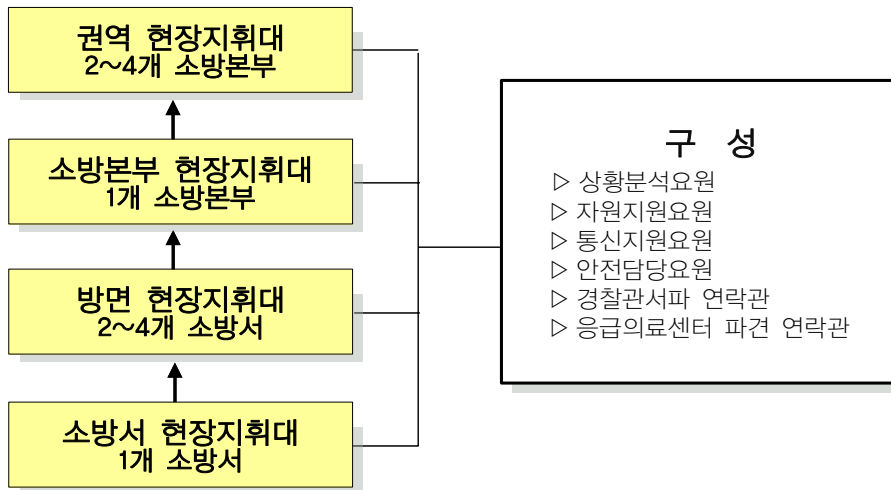 권역 현장지휘대
2~4개 소방본부
소방본부 현장지휘대
1개 소방본부
방면 현장지휘대
2~4개 소방서
소방서 현장지휘대
1개 소방서
구 성
▷ 상황분석요원
▷ 자원지원요원
▷ 통신지원요원
▷ 안전담당요원
▷ 경찰관서파 연락관
▷ 응급의료센터 파견 연락관